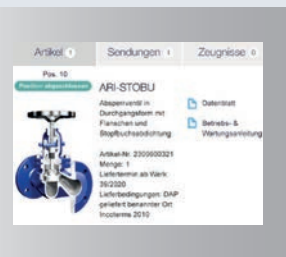 Artikel 1 Sendungen 1 Zeugnisse 0
Pos. 10
Position abgeschlossen
ARI-STOBU
Absperrventil in
Durchgangsform mit
Flanschen und
Stopfbuchsabdichtung
Artikel-Nr. 2300600321
Menge: 1
Liefertermin ab Werk:
39/2020
Lieferbedingungen: DAP
geliefert benannter Ort
Incoterms 2010
Datenblatt
Betriebs- &
Wartungsanleitung